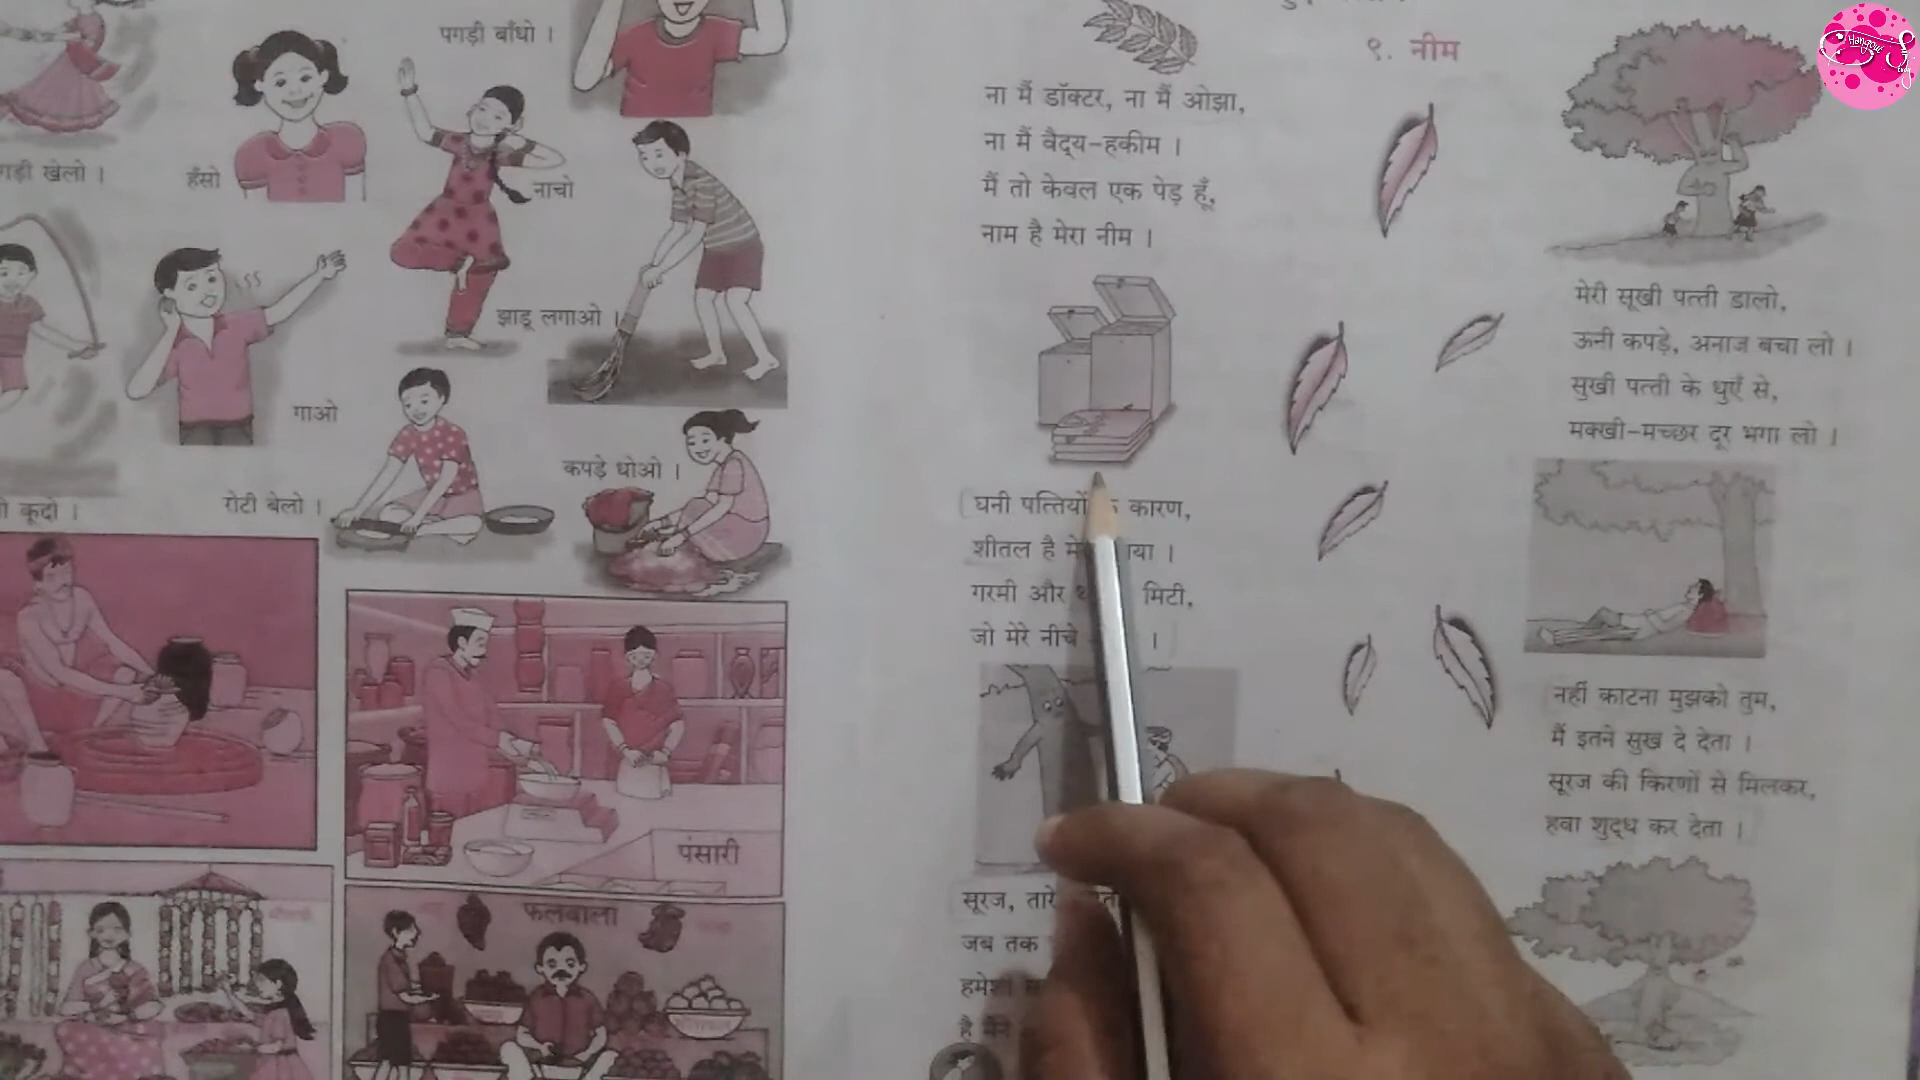 पगड़ी बाँधो ।
गड़ी खेलो ।
हँसो
नाचो
झाडू लगाओ ।
गाओ
कपड़े धोओ ।
रोटी बेलो ।
कूदो ।
पंसारी
फलवाला
९. नीम
ना मैं डॉक्टर, ना मैं ओझा,
ना मैं वैद्य-हकीम ।
मैं तो केवल एक पेड़ हूँ,
नाम है मेरा नीम ।
मेरी सूखी पत्ती डालो,
ऊनी कपड़े, अनाज बचा लो ।
सुखी पत्ती के धुएँ से,
मक्खी-मच्छर दूर भगा लो ।
घनी पत्तियों कारण,
शीतल है
गरमी और मिटी,
जो मेरे नीचे ।
नहीं काटना मुझको तुम,
मैं इतने सुख दे देता ।
सूरज की किरणों से मिलकर,
हवा शुद्ध कर देता ।
सूरज, तारे
जब तक
है मैंने
Hangout